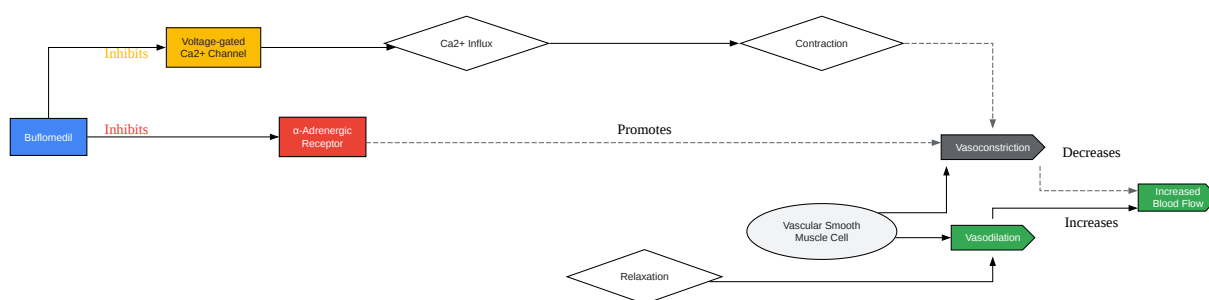 Voltage-gated
Ca2+ Channel
Inhibits
Ca2+ Influx
Contraction
Buflomedil
Inhibits
α-Adrenergic
Receptor
Promotes
Vasoconstriction
Decreases
Increased
Blood Flow
Vascular Smooth
Muscle Cell
Vasodilation
Increases
Relaxation